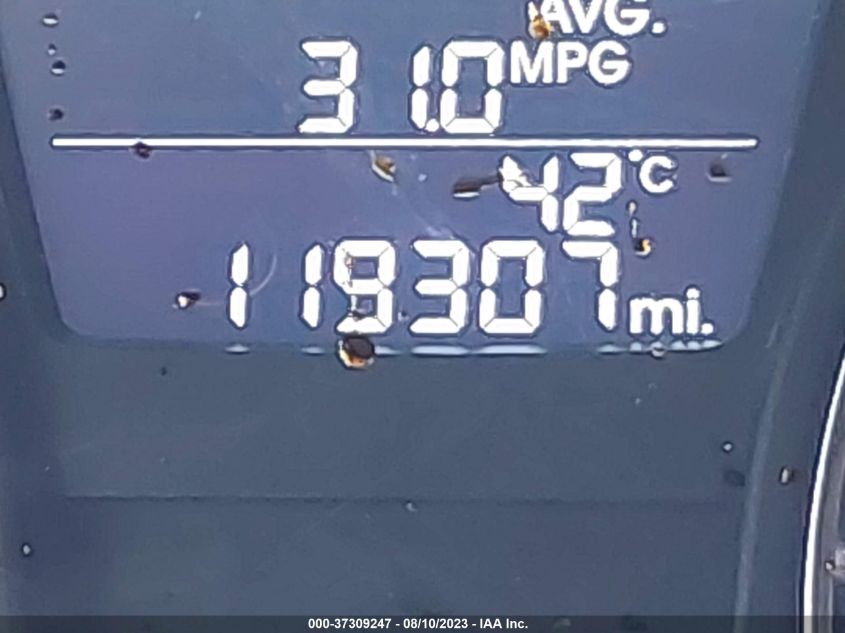 AVG.
31.0 MPG
42°C
119307 mi.
000-37309247 - 08/10/2023 - IAA Inc.